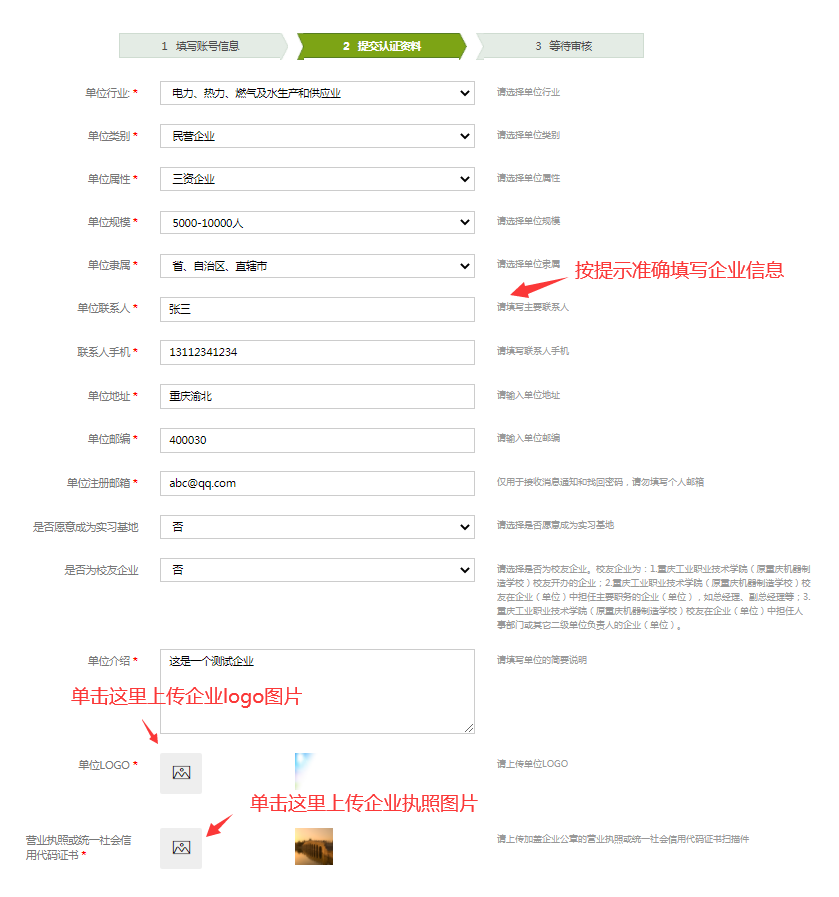 1 填写账号信息
2 提交认证资料
3 等待审核
单位行业: *
电力、热力、燃气及水生产和供应业
请选择单位行业
单位类别 *
民营企业
请选择单位类别
单位属性 *
三资企业
请选择单位属性
单位规模 *
5000-10000人
请选择单位规模
单位隶属 *
省、自治区、直辖市
请选择单位隶属
按提示准确填写企业信息
单位联系人 *
张三
请填写主要联系人
联系人手机 *
13112341234
请填写联系人手机
单位地址 *
重庆渝北
请输入单位地址
单位邮编 *
400030
请输入单位邮编
单位注册邮箱 *
abc@qq.com
仅用于接收消息通知和找回密码，请勿填写个人邮箱
是否愿意成为实习基地
否
请选择是否愿意成为实习基地
是否为校友企业
否
请选择是否为校友企业。校友企业为：1.重庆工业职业技术学院（原重庆机器制
造学校）校友开办的企业；2.重庆工业职业技术学院（原重庆机器制造学校）校
友在企业（单位）中担任主要职务的企业（单位），如总经理、副总经理等；3.
重庆工业职业技术学院（原重庆机器制造学校）校友在企业（单位）中担任人
事部门或其它二级单位负责人的企业（单位）。
单位介绍 *
这是一个测试企业
请填写单位的简要说明
单击这里上传企业logo图片
单位LOGO *
请上传单位LOGO
单击这里上传企业执照图片
营业执照或统一社会信
用代码证书 *
请上传加盖企业公章的营业执照或统一社会信用代码证书扫描件